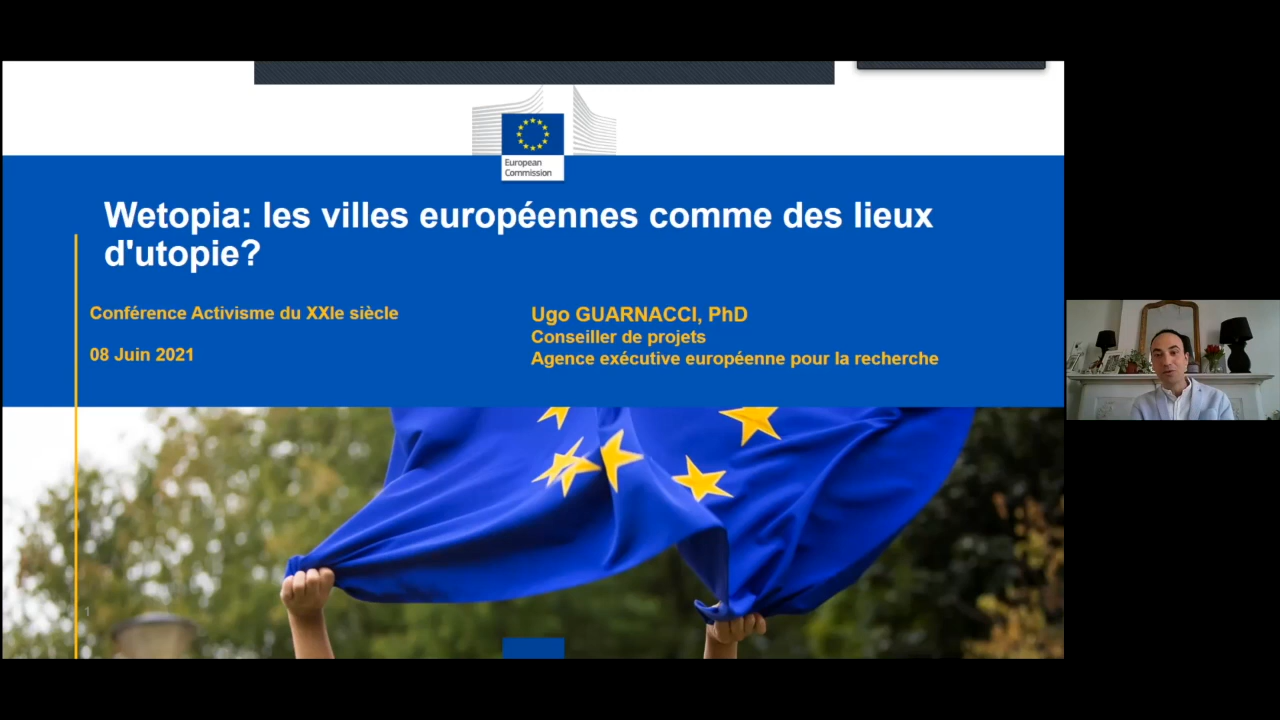 European
Commission
Wetopia: les villes européennes comme des lieux
d'utopie?
Conférence Activisme du XXIe siècle
08 Juin 2021
Ugo GUARNACCI, PhD
Conseiller de projets
Agence exécutive européenne pour la recherche
1